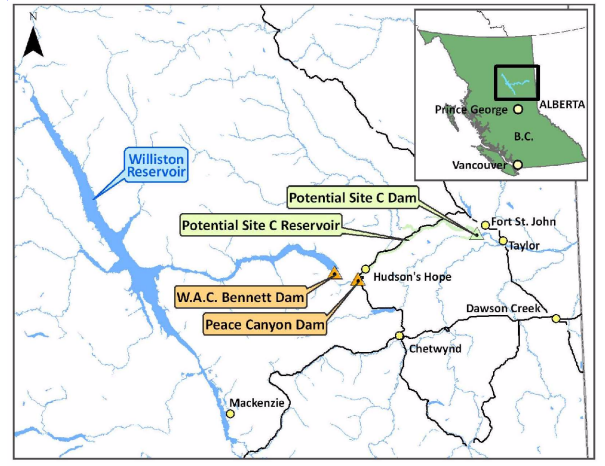 N
Prince George
ALBERTA
B.C.
Vancouver
Williston
Reservoir
Potential Site C Dam
Potential Site C Reservoir
Fort St. John
Taylor
Hudson's Hope
W.A.C. Bennett Dam
Peace Canyon Dam
Dawson Creek
Chetwynd
Mackenzie